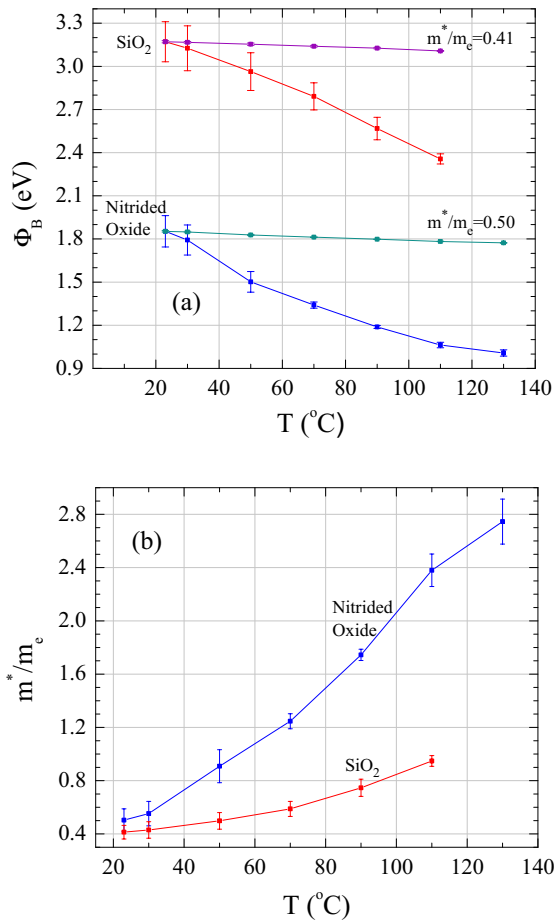 3.3
3.0
2.7
2.4
2.1
1.8
1.5
1.2
0.9
Φ_B (eV)
SiO₂
m*/mₑ=0.41
Nitrided
Oxide
m*/mₑ=0.50
(a)
20 40 60 80 100 120 140
T (°C)
2.8
2.4
2.0
1.6
1.2
0.8
0.4
m*/mₑ
(b)
Nitrided
Oxide
SiO₂
20 40 60 80 100 120 140
T (°C)